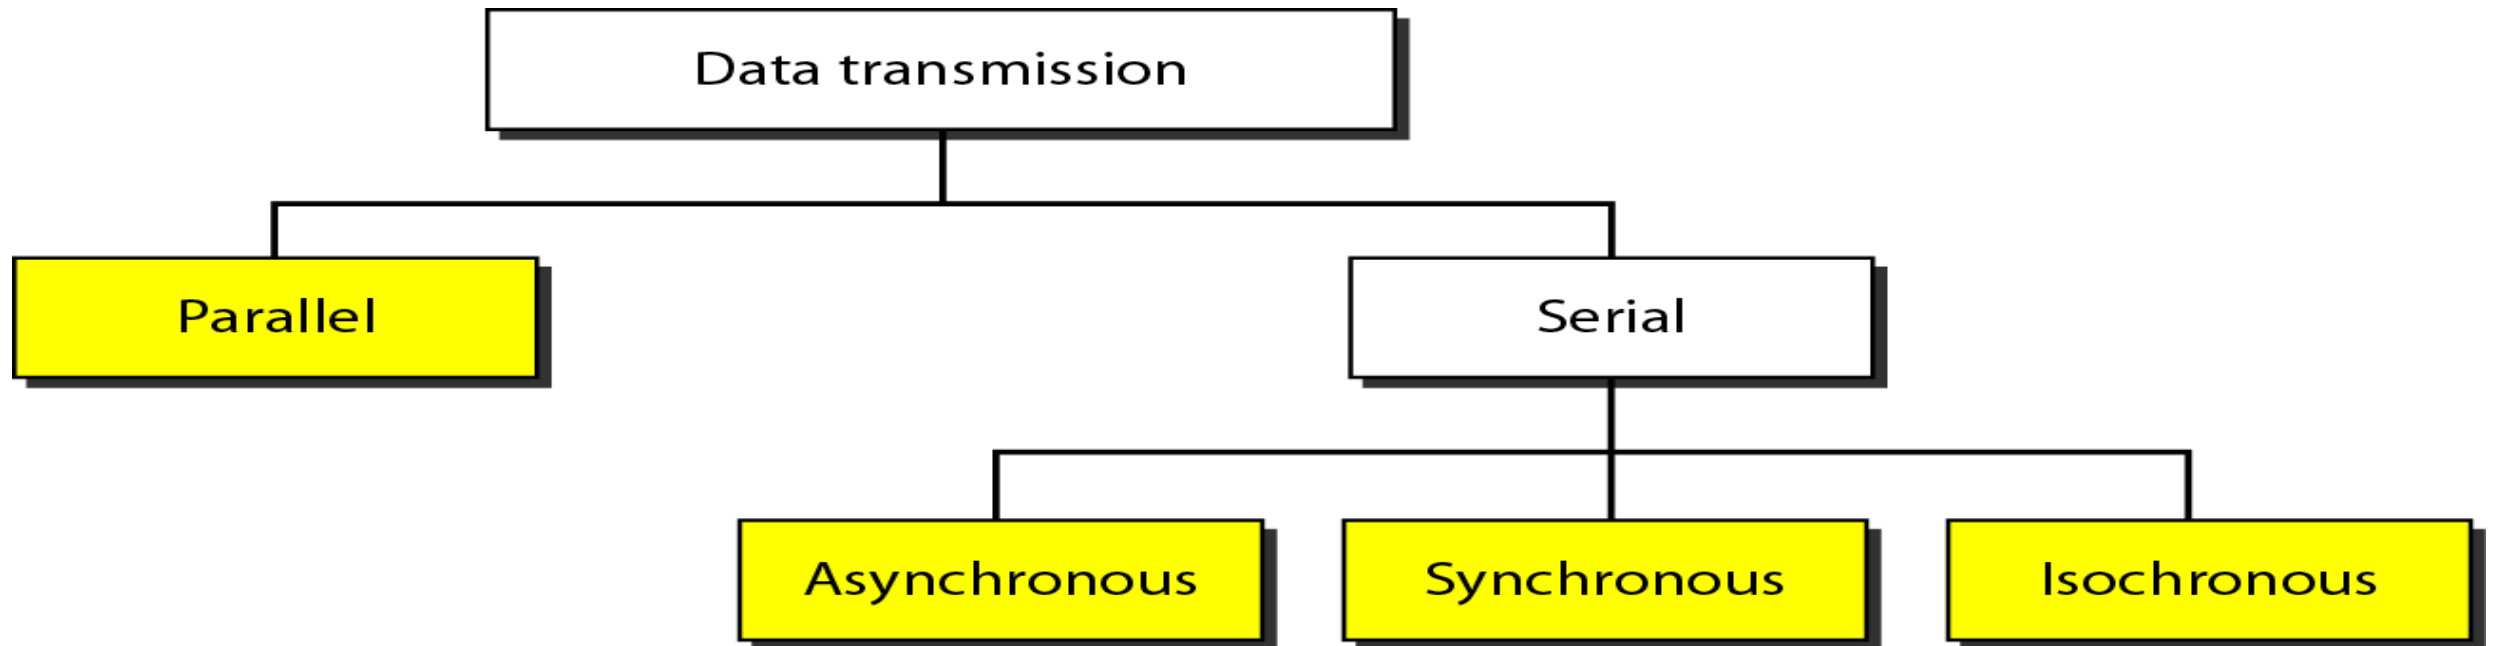 Data transmission
Parallel
Serial
Asynchronous
Synchronous
Isochronous